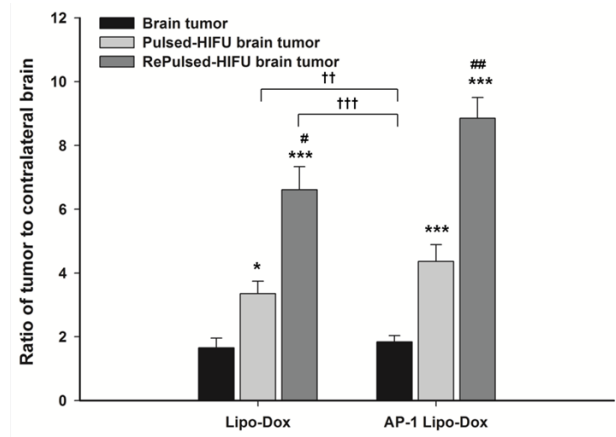 Ratio of tumor to contralateral brain
12
10
8
6
4
2
0
Brain tumor
Pulsed-HIFU brain tumor
RePulsed-HIFU brain tumor
††
†††
*
#
***
***
##
***
Lipo-Dox
AP-1 Lipo-Dox